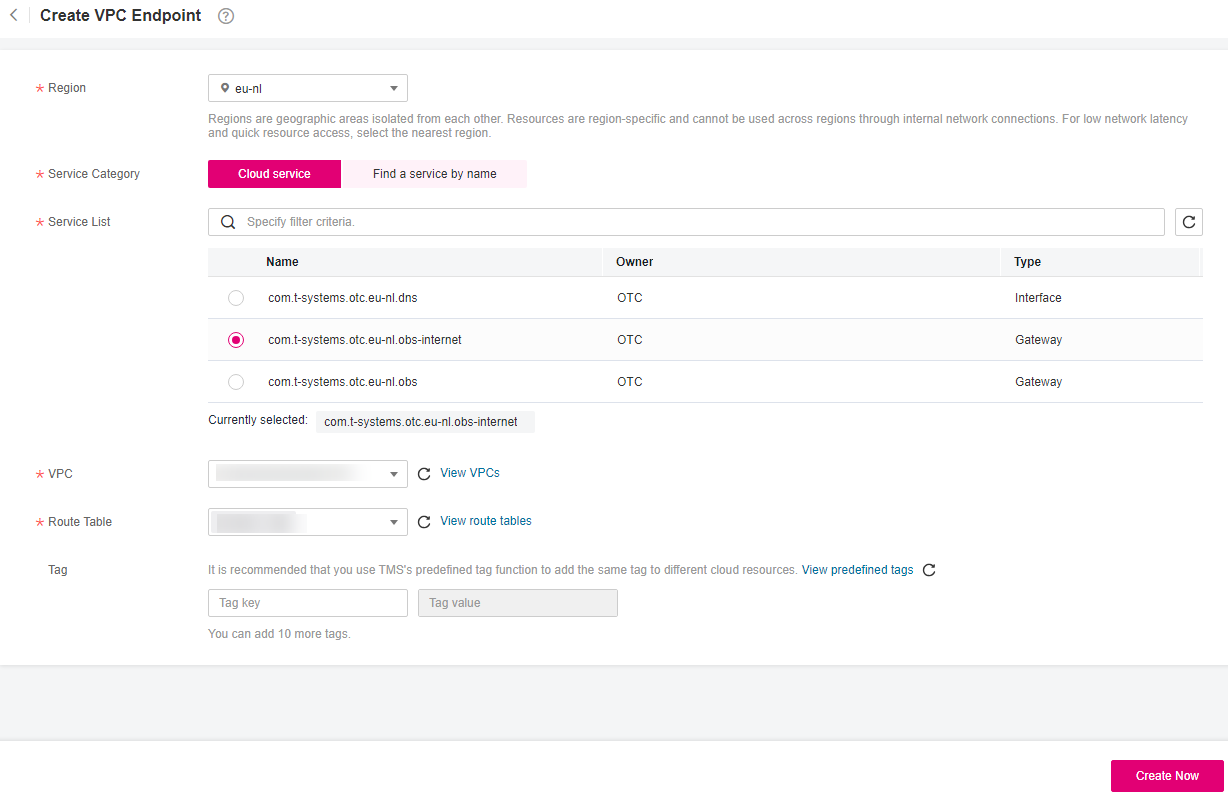 Create VPC Endpoint ?
* Region
eu-nl
Regions are geographic areas isolated from each other. Resources are region-specific and cannot be used across regions through internal network connections. For low network latency
and quick resource access, select the nearest region.
* Service Category
Cloud service
Find a service by name
* Service List
Specify filter criteria.
Name Owner Type
com.t-systems.otc.eu-nl.dns OTC Interface
com.t-systems.otc.eu-nl.obs-internet OTC Gateway
com.t-systems.otc.eu-nl.obs OTC Gateway
Currently selected: com.t-systems.otc.eu-nl.obs-internet
* VPC
View VPCs
* Route Table
View route tables
Tag
It is recommended that you use TMS's predefined tag function to add the same tag to different cloud resources. View predefined tags
Tag key Tag value
You can add 10 more tags.
Create Now